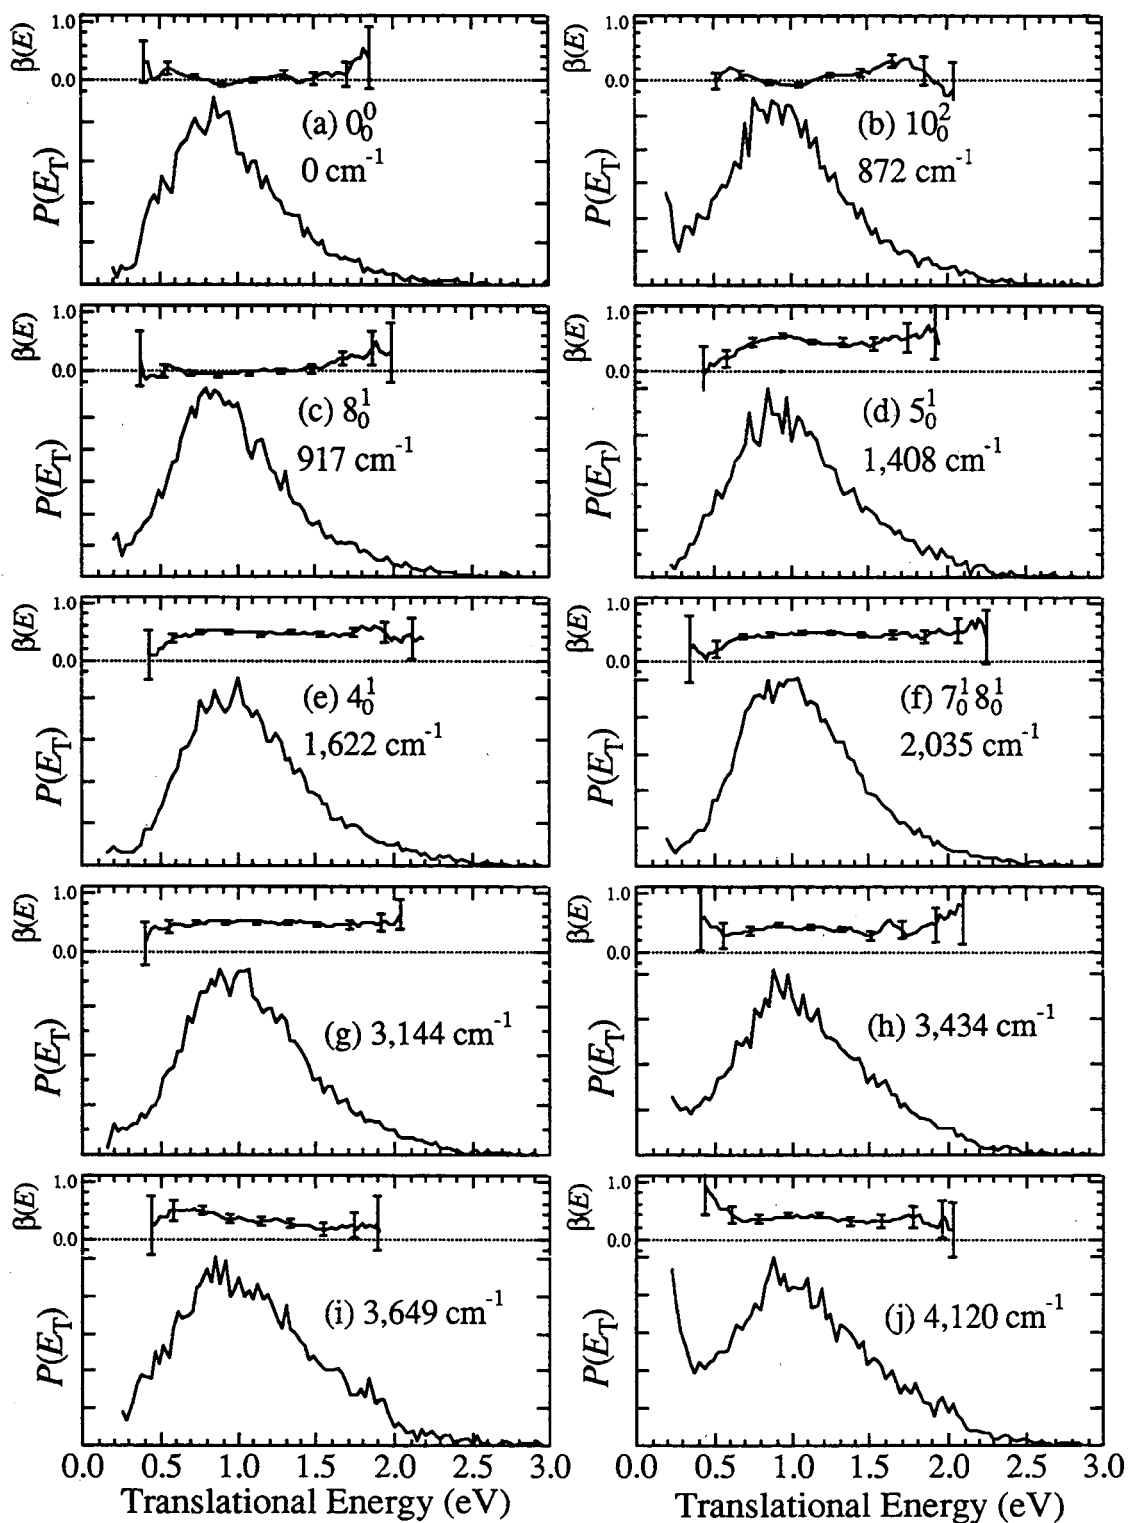 β(E)
1.0
0.0
P(E_T)
(a) 0⁰₀
0 cm⁻¹
β(E)
1.0
0.0
P(E_T)
(b) 10²₀
872 cm⁻¹
β(E)
1.0
0.0
P(E_T)
(c) 8¹₀
917 cm⁻¹
β(E)
1.0
0.0
P(E_T)
(d) 5¹₀
1,408 cm⁻¹
β(E)
1.0
0.0
P(E_T)
(e) 4¹₀
1,622 cm⁻¹
β(E)
1.0
0.0
P(E_T)
(f) 7¹₀8¹₀
2,035 cm⁻¹
β(E)
1.0
0.0
P(E_T)
(g) 3,144 cm⁻¹
β(E)
1.0
0.0
P(E_T)
(h) 3,434 cm⁻¹
β(E)
1.0
0.0
P(E_T)
(i) 3,649 cm⁻¹
0.0 0.5 1.0 1.5 2.0 2.5 3.0
Translational Energy (eV)
β(E)
1.0
0.0
P(E_T)
(j) 4,120 cm⁻¹
0.0 0.5 1.0 1.5 2.0 2.5 3.0
Translational Energy (eV)